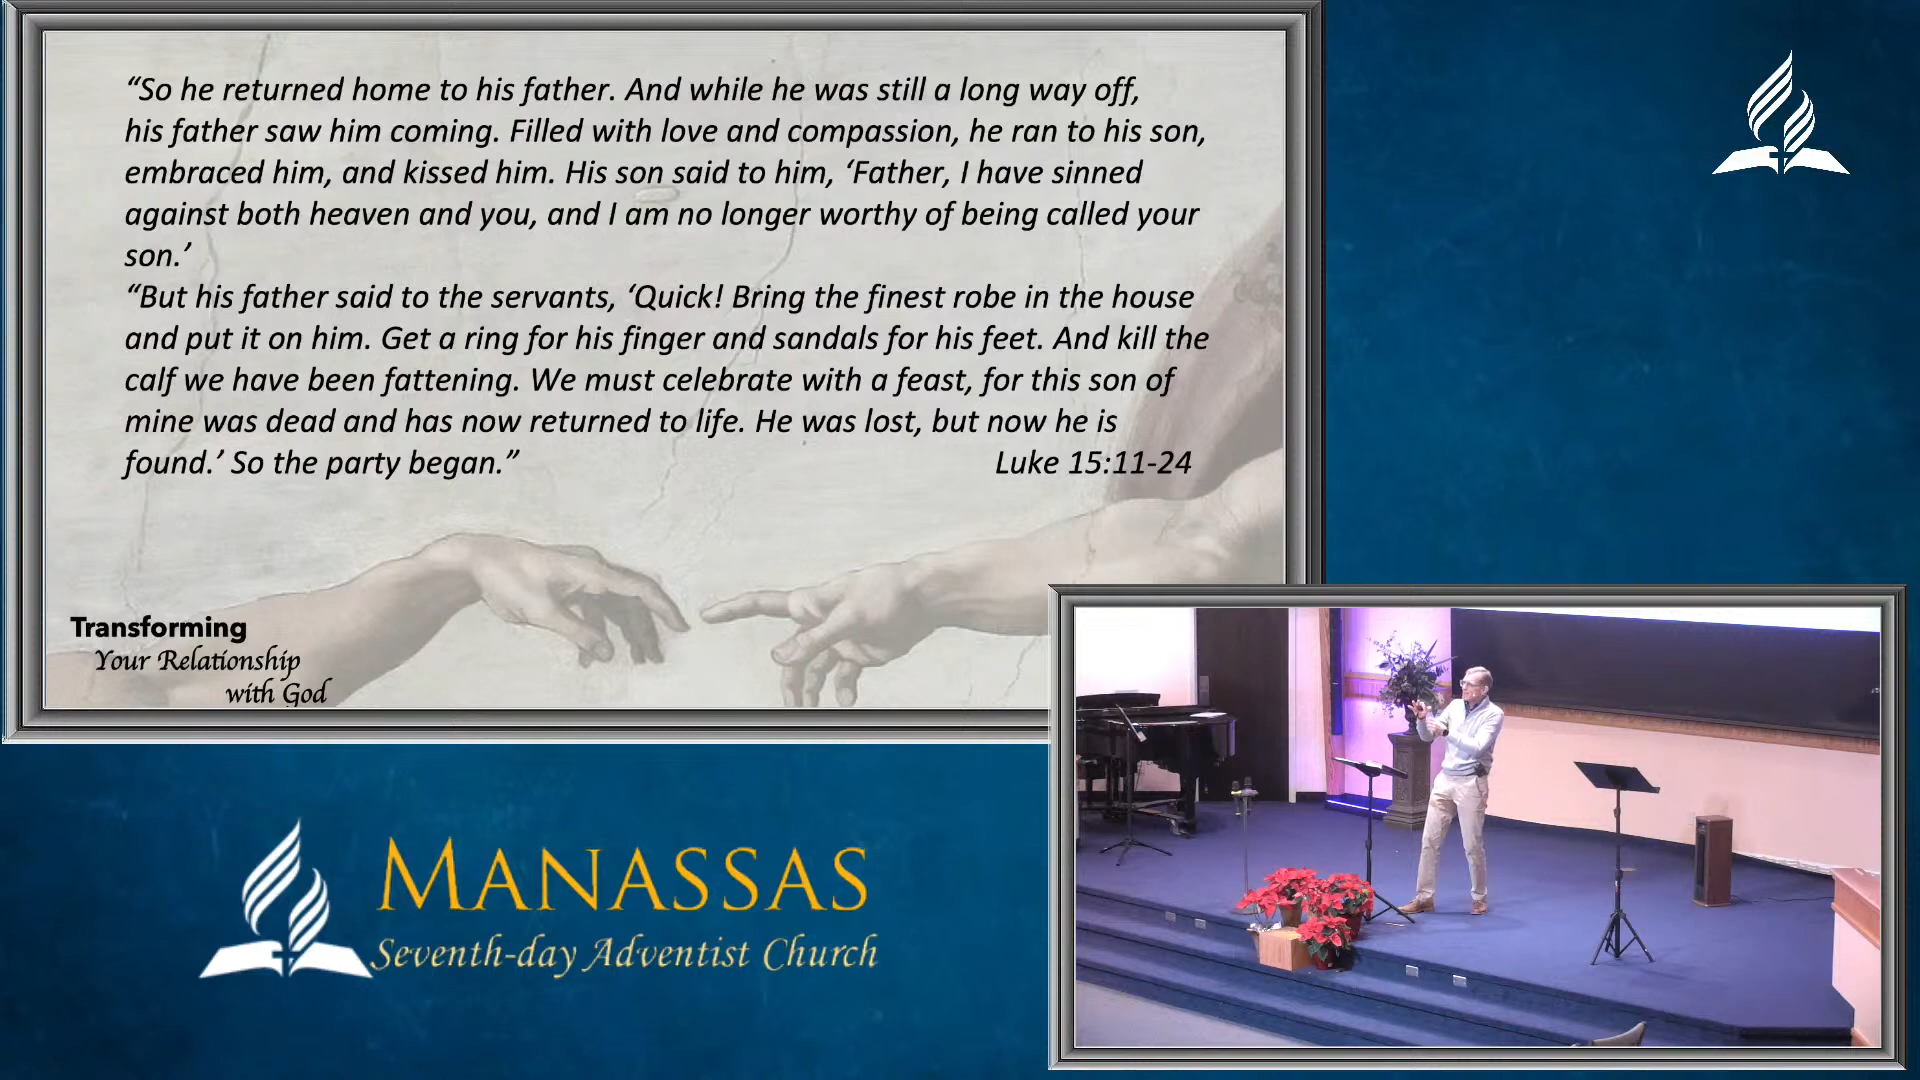 “So he returned home to his father. And while he was still a long way off,
his father saw him coming. Filled with love and compassion, he ran to his son,
embraced him, and kissed him. His son said to him, ‘Father, I have sinned
against both heaven and you, and I am no longer worthy of being called your
son.’
“But his father said to the servants, ‘Quick! Bring the finest robe in the house
and put it on him. Get a ring for his finger and sandals for his feet. And kill the
calf we have been fattening. We must celebrate with a feast, for this son of
mine was dead and has now returned to life. He was lost, but now he is
found.’ So the party began.” Luke 15:11-24
Transforming
Your Relationship
with God
MANASSAS
Seventh-day Adventist Church